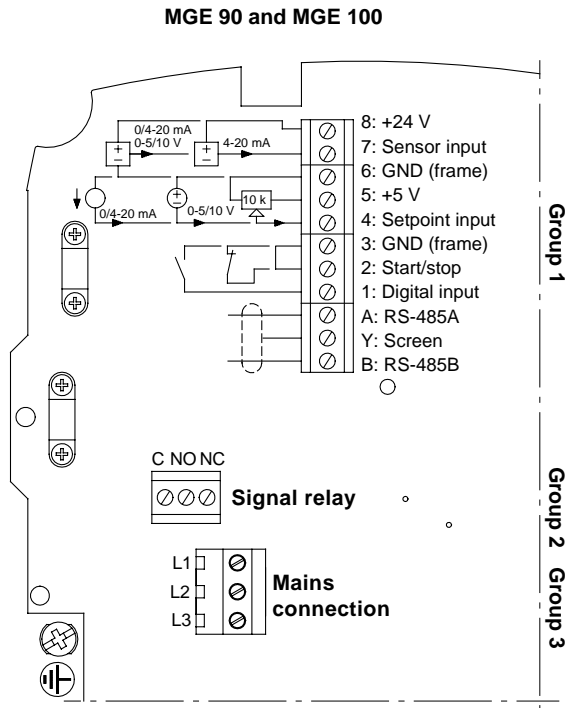 MGE 90 and MGE 100
0/4-20 mA
0-5/10 V
4-20 mA
10 k
0/4-20 mA
0-5/10 V
8: +24 V
7: Sensor input
6: GND (frame)
5: +5 V
4: Setpoint input
3: GND (frame)
2: Start/stop
1: Digital input
A: RS-485A
Y: Screen
B: RS-485B
Group 1
C NO NC
Signal relay
Group 2
L1
L2
L3
Mains
connection
Group 3